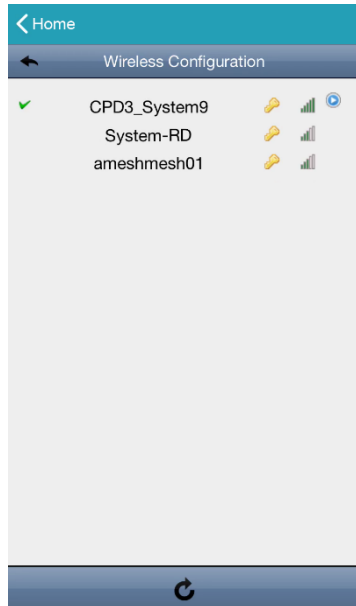 Home
Wireless Configuration
CPD3_System9
System-RD
ameshmesh01